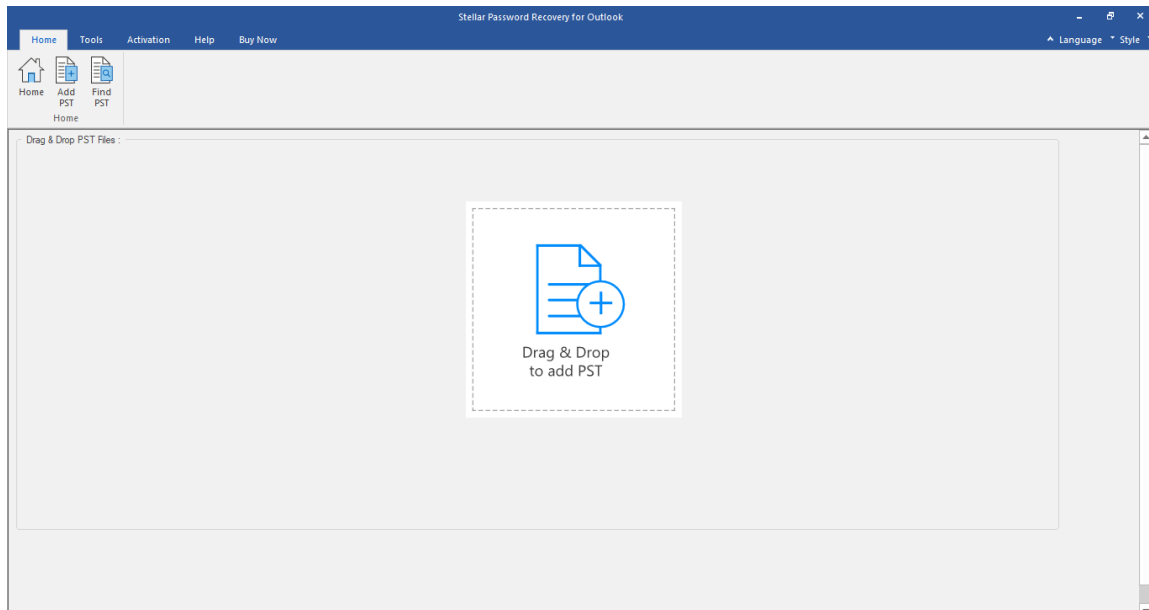 Stellar Password Recovery for Outlook
Home Tools Activation Help Buy Now Language Style
Home Add PST Find PST
Home
Drag & Drop PST Files :
Drag & Drop
to add PST